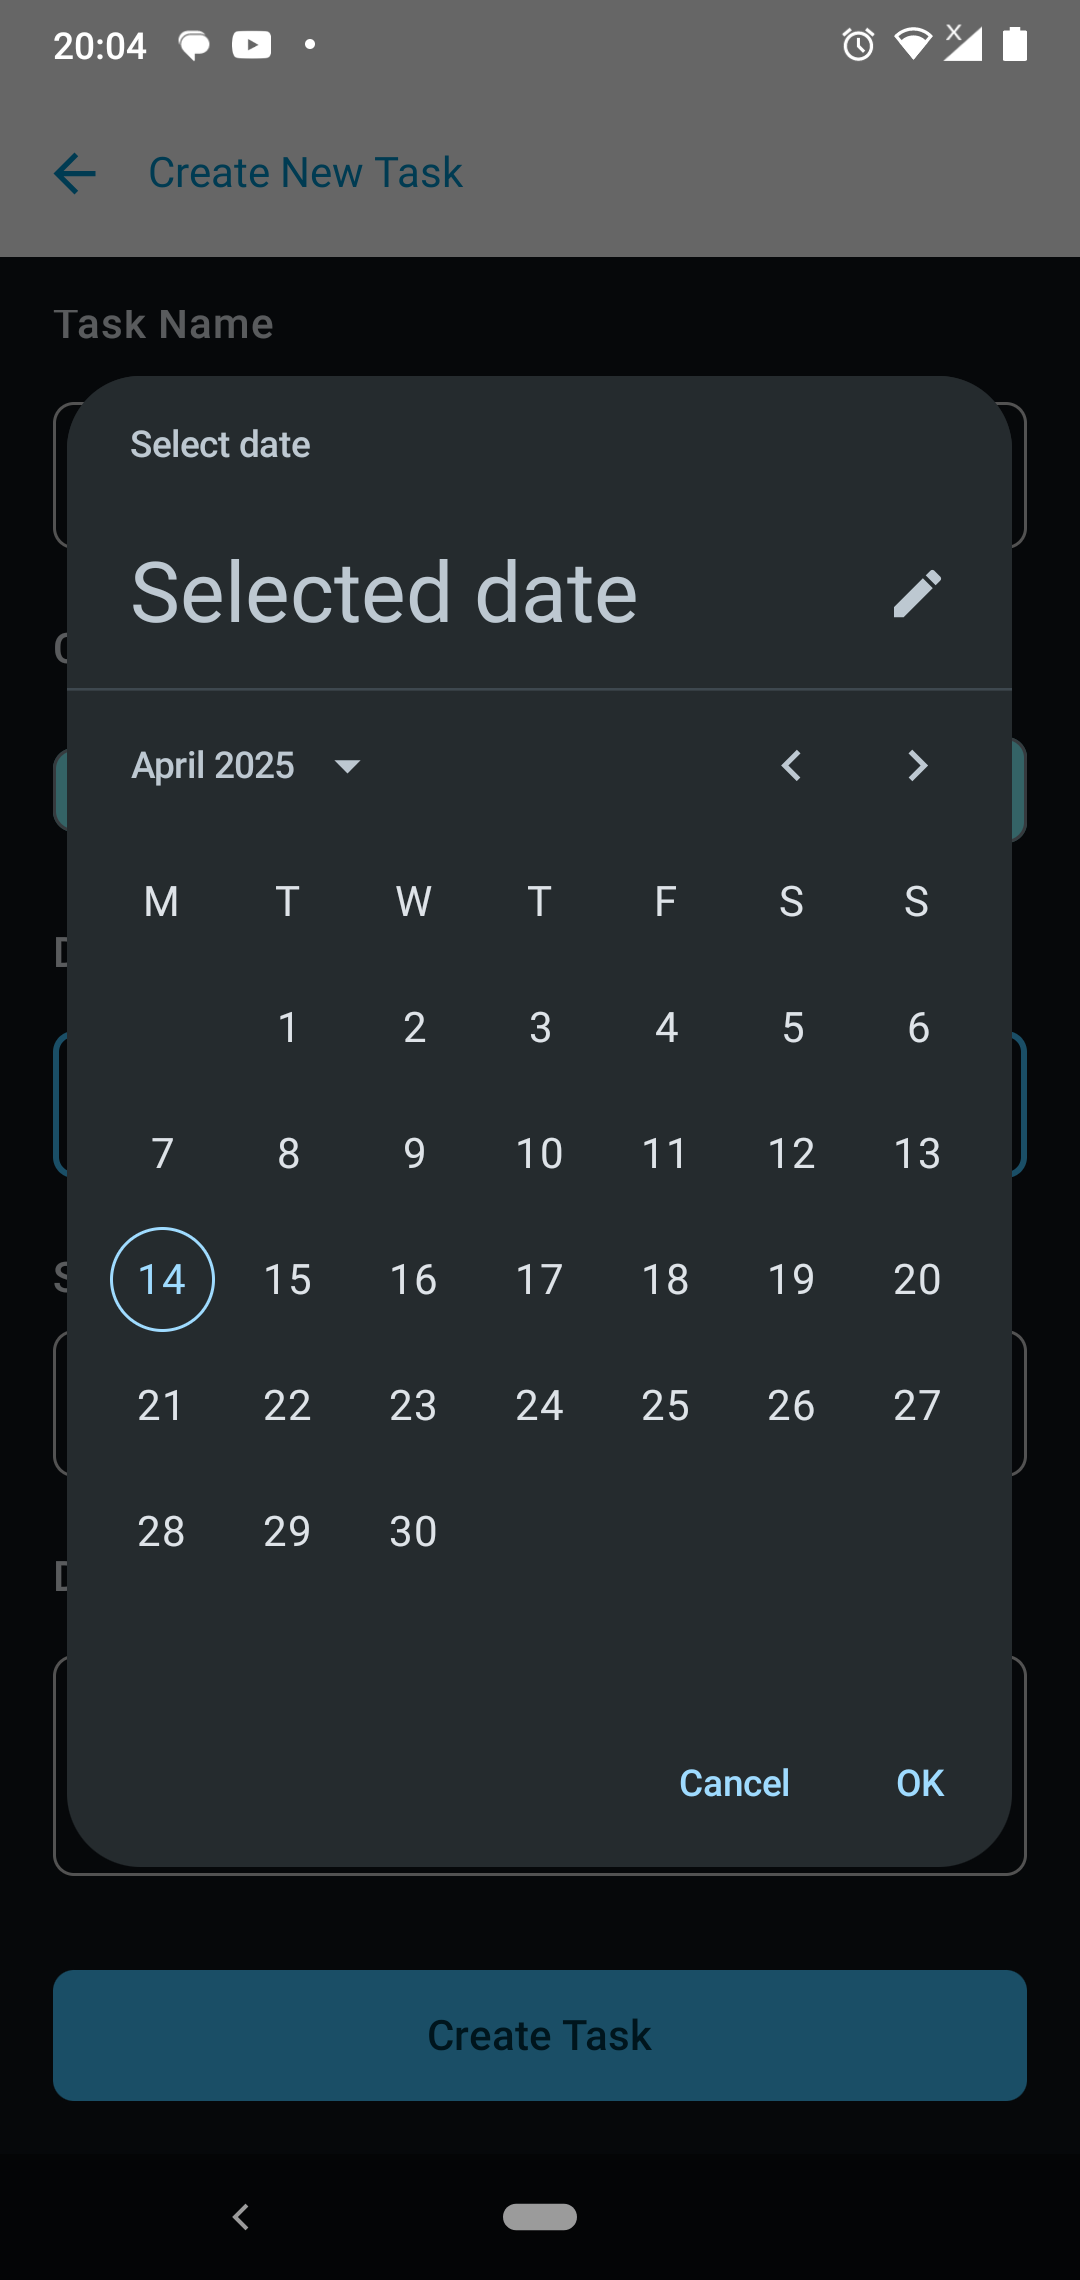 20:04
Create New Task
Task Name
Select date
Selected date
April 2025
M T W T F S S
1 2 3 4 5 6
7 8 9 10 11 12 13
14 15 16 17 18 19 20
21 22 23 24 25 26 27
28 29 30
Cancel OK
Create Task